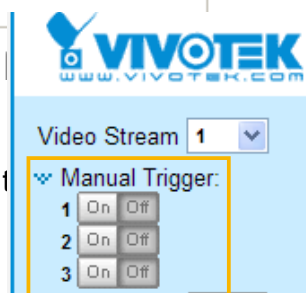 VIVOTEK
www.vivotek.com
Video Stream 1
Manual Trigger:
1 On Off
2 On Off
3 On Off